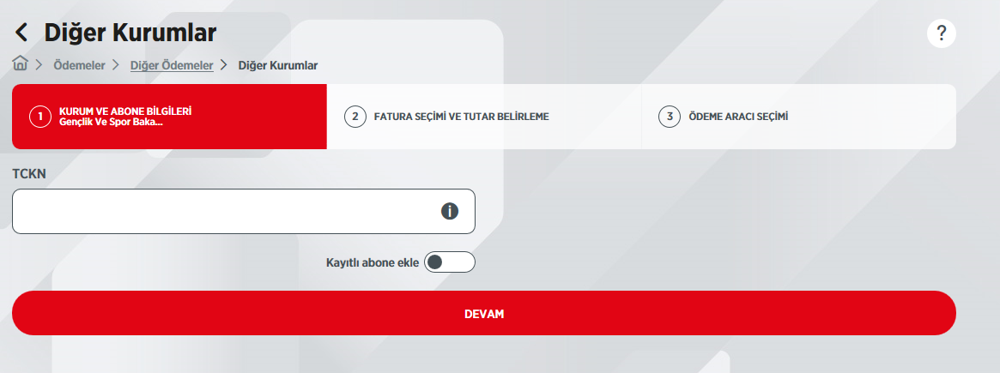 Diğer Kurumlar
?
Ödemeler > Diğer Ödemeler > Diğer Kurumlar
1 KURUM VE ABONE BİLGİLERİ
Gençlik Ve Spor Baka...
2 FATURA SEÇİMİ VE TUTAR BELİRLEME
3 ÖDEME ARACI SEÇİMİ
TCKN
i
Kayıtlı abone ekle
DEVAM